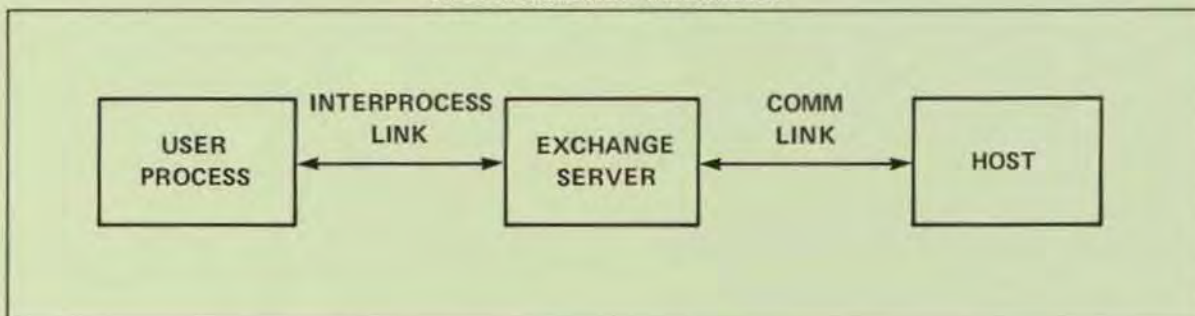 USER
PROCESS
INTERPROCESS
LINK
EXCHANGE
SERVER
COMM
LINK
HOST